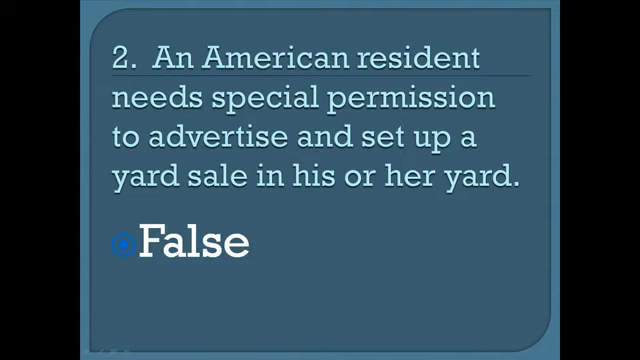 2. An American resident
needs special permission
to advertise and set up a
yard sale in his or her yard.
False